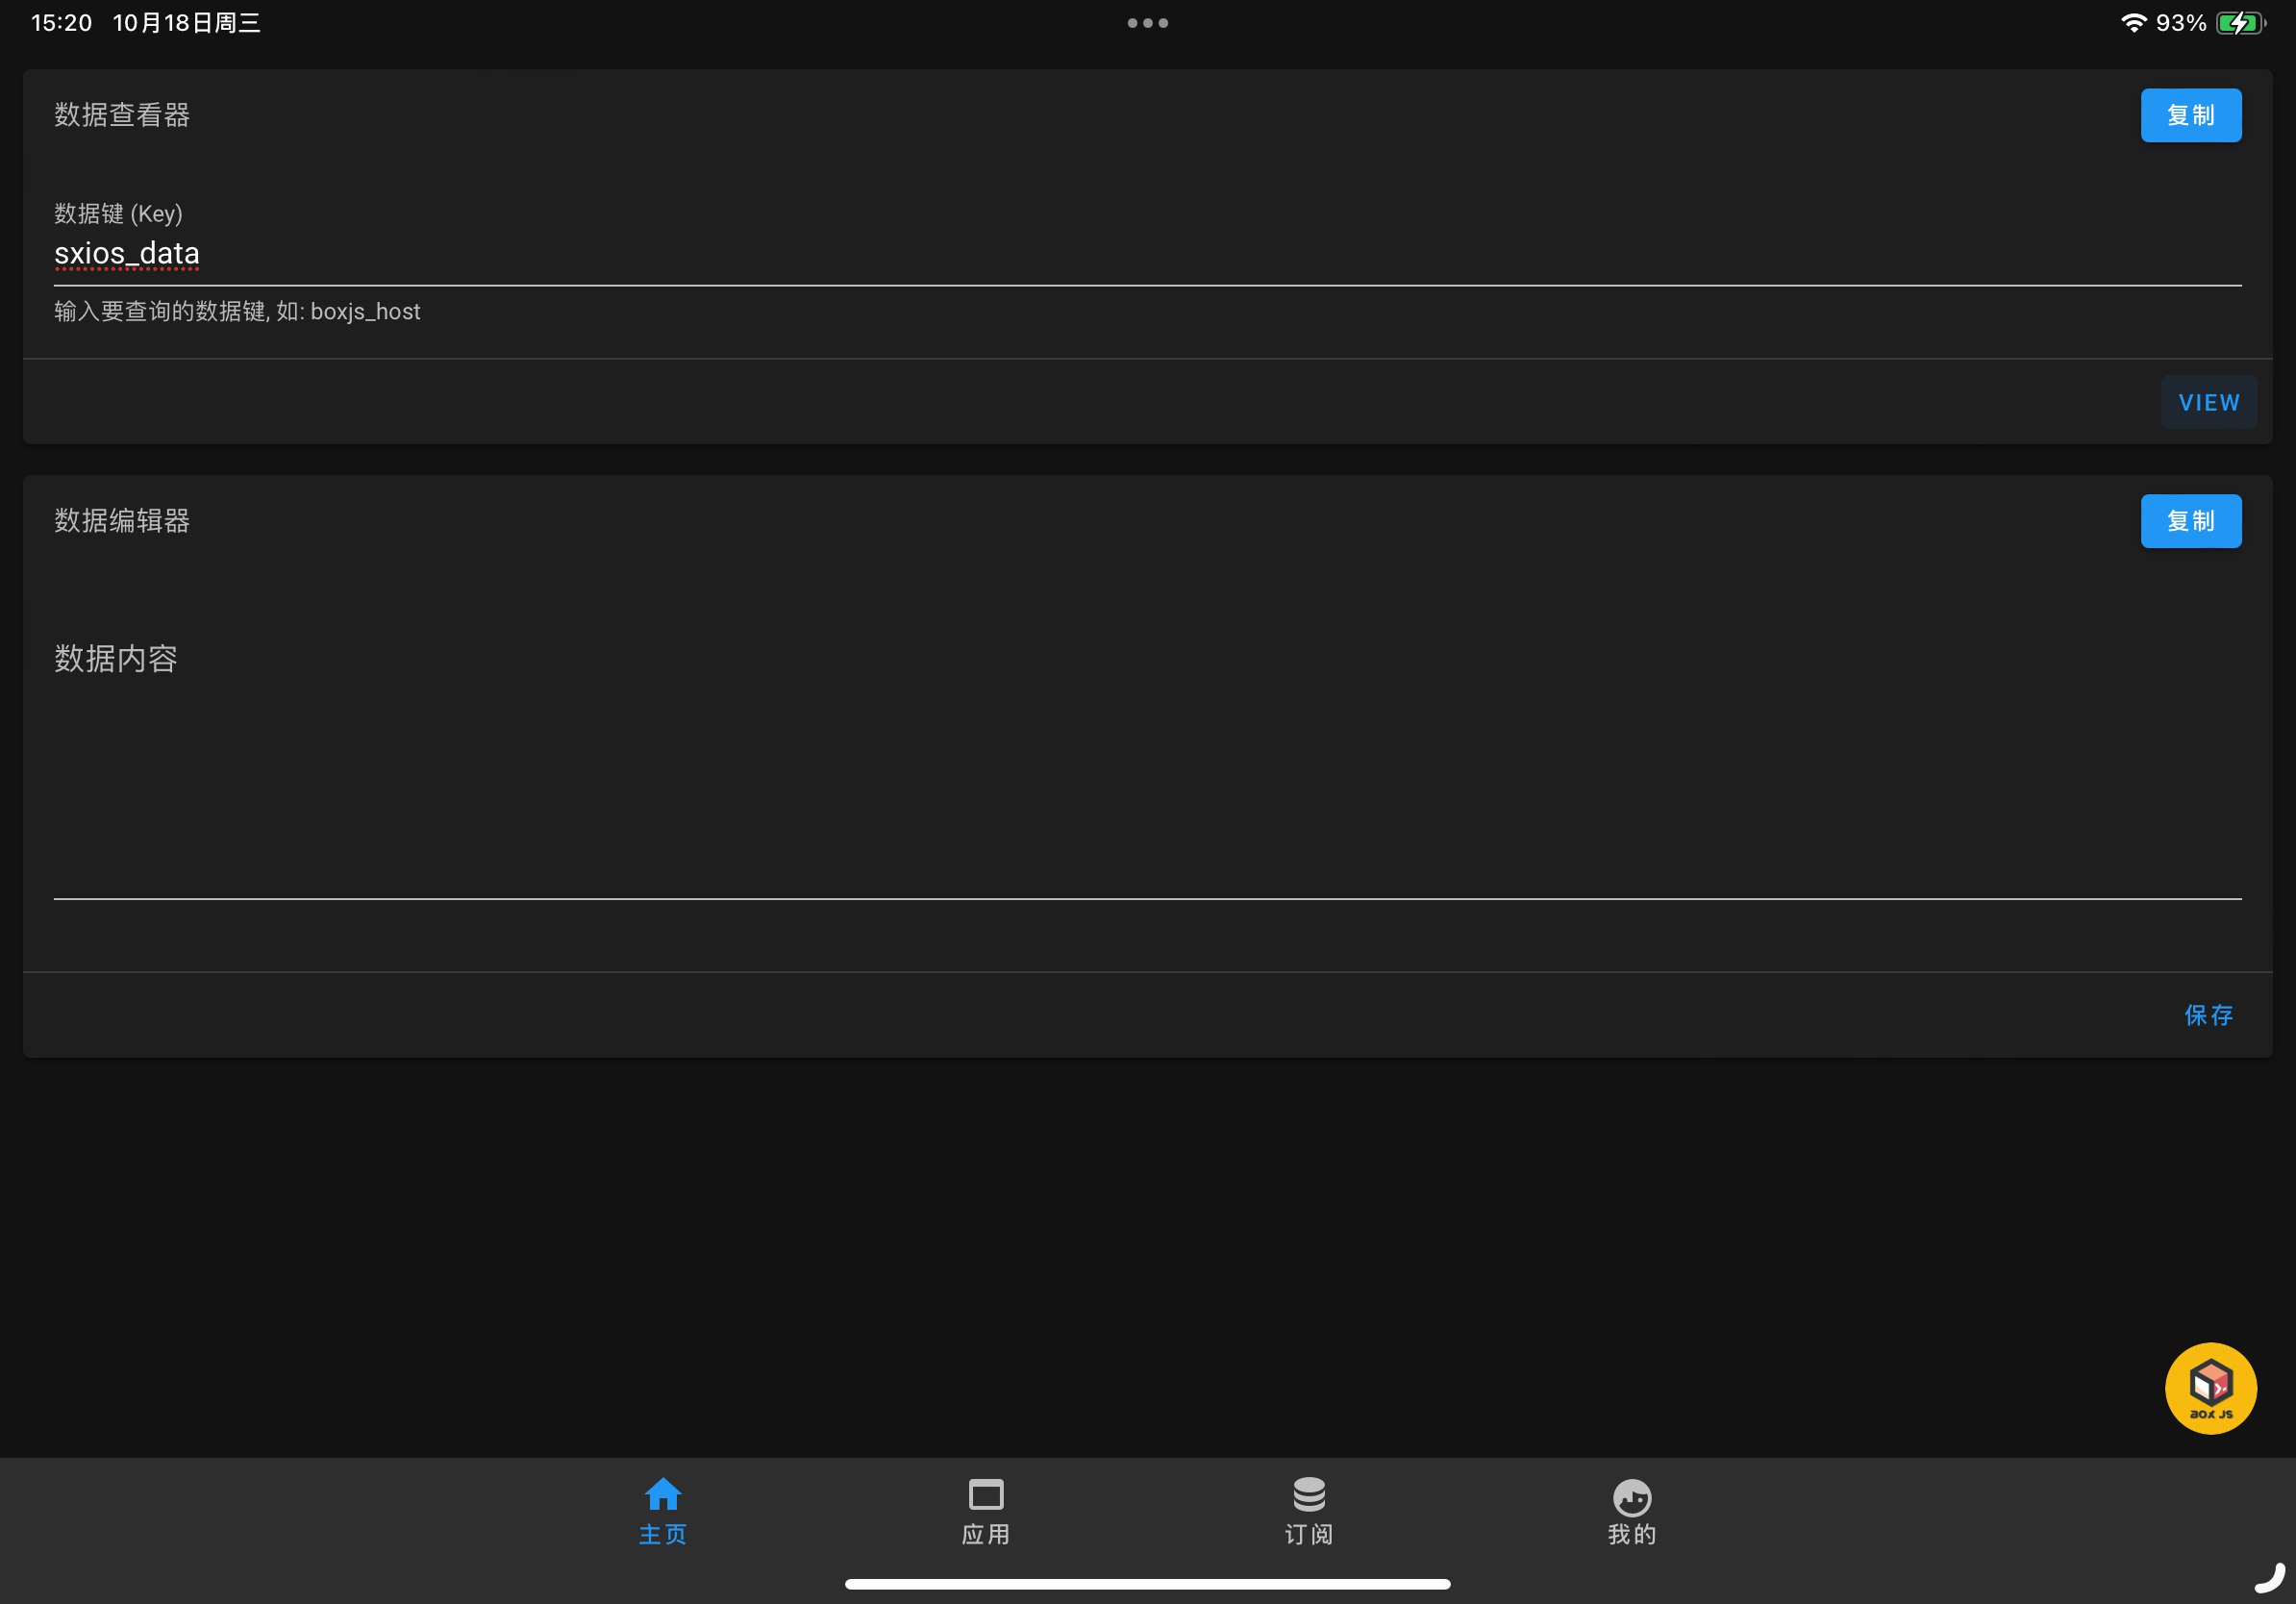 15:20 10月18日周三
93%
数据查看器
复制
数据键 (Key)
sxios_data
输入要查询的数据键, 如: boxjs_host
VIEW
数据编辑器
复制
数据内容
保存
BOX JS
主页
应用
订阅
我的